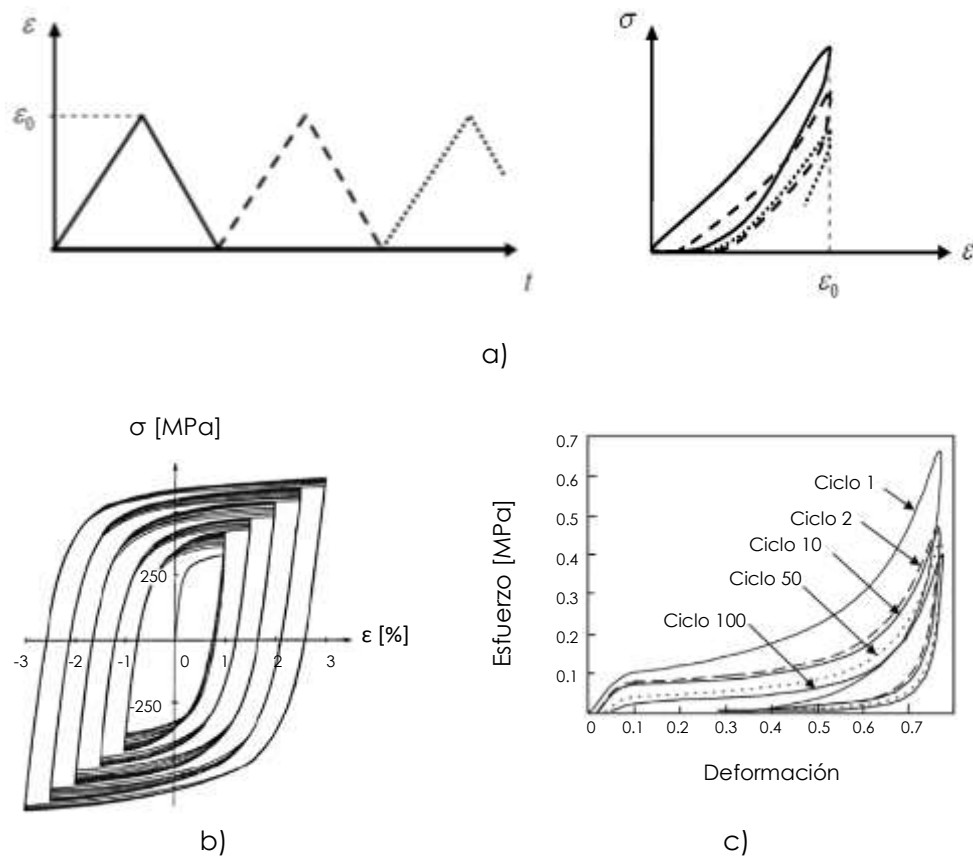 ε
ε₀
t
σ
ε
ε₀
a)
σ [MPa]
250
-250
-3
-2
-1
0
1
2
3
ε [%]
b)
0.7
0.6
0.5
0.4
0.3
0.2
0.1
0
0.1
0.2
0.3
0.4
0.5
0.6
0.7
Ciclo 1
Ciclo 2
Ciclo 10
Ciclo 50
Ciclo 100
Esfuerzo [MPa]
Deformación
c)